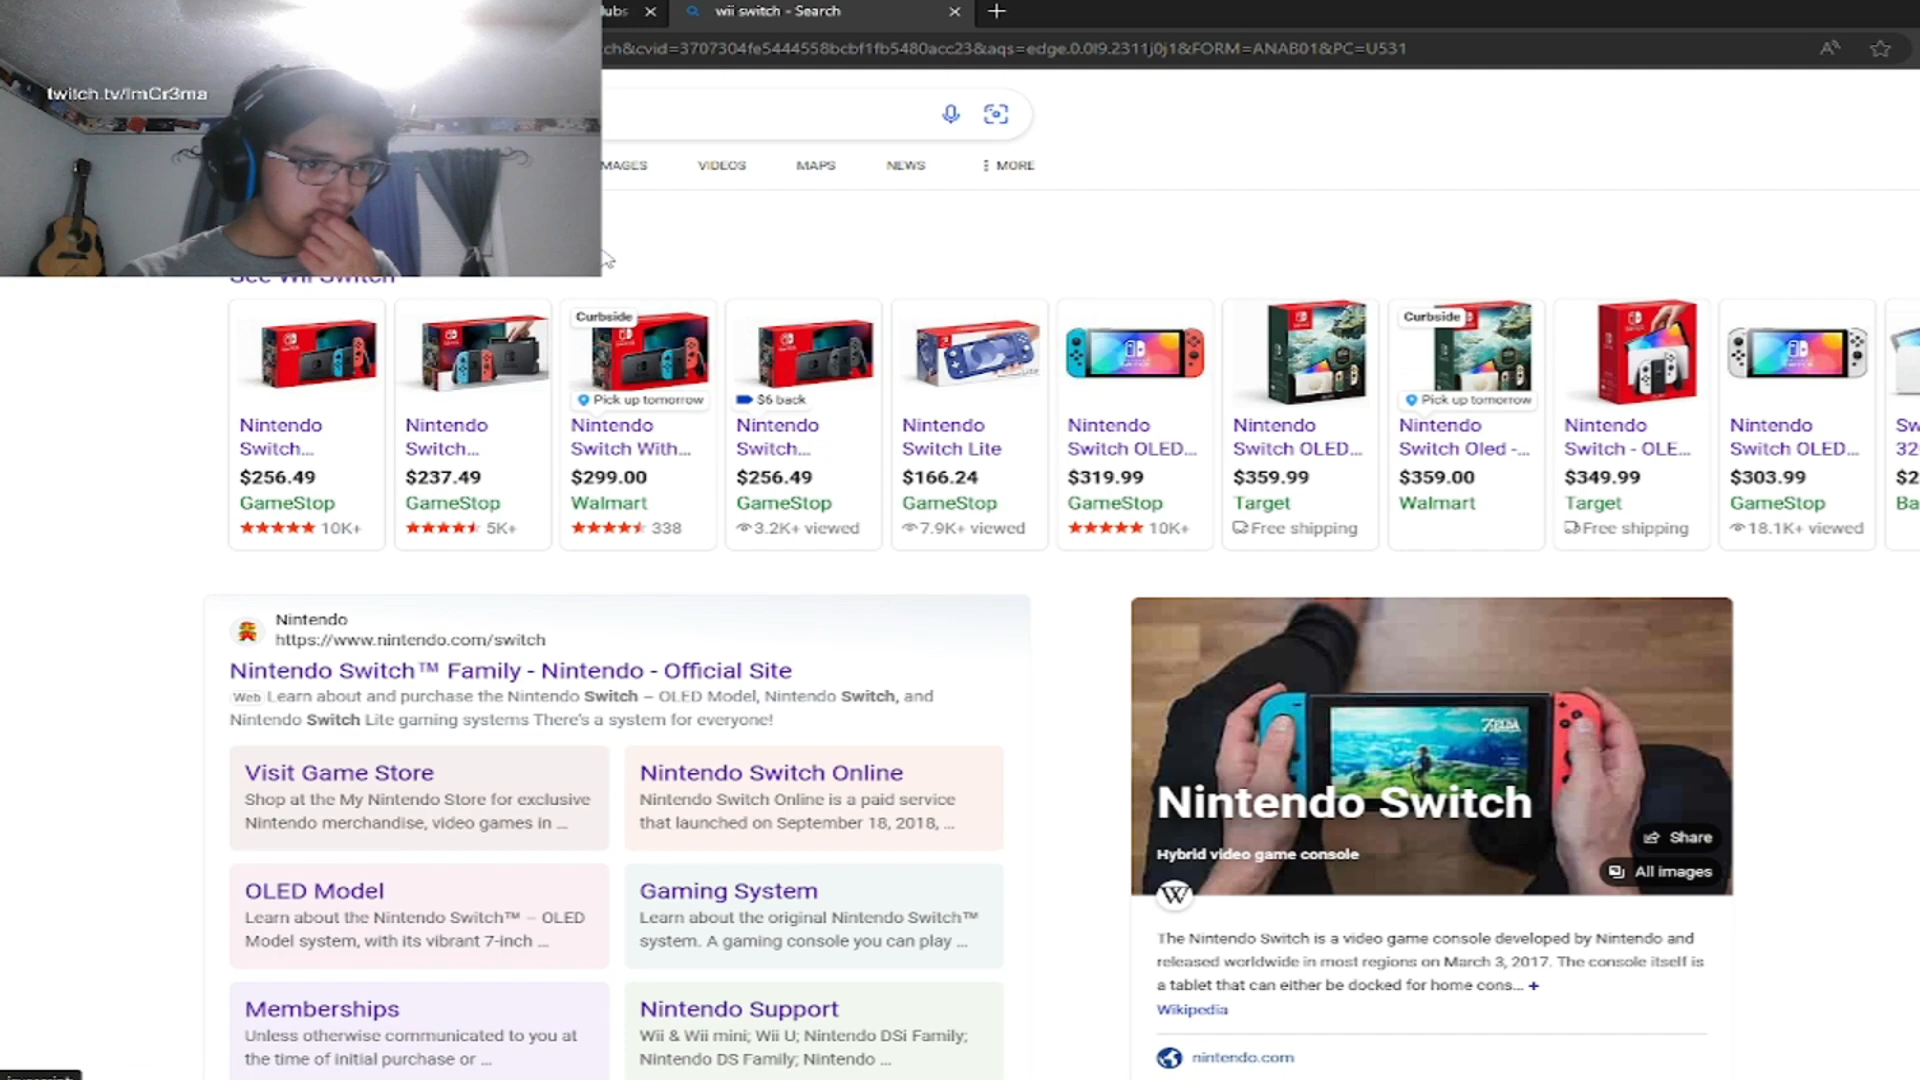 lubs
wii switch - Search
ch&cvid=3707304fe5444558bcbf1fb5480acc23&aqs=edge.0.0l9.2311j0j1&FORM=ANAB01&PC=U531
twitch.tv/ImCr3ma
MAGES VIDEOS MAPS NEWS MORE
See Wii Switch
Nintendo Switch...
$256.49
GameStop
10K+
Nintendo Switch...
$237.49
GameStop
5K+
Curbside
Pick up tomorrow
Nintendo Switch With...
$299.00
Walmart
338
$6 back
Nintendo Switch...
$256.49
GameStop
3.2K+ viewed
Nintendo Switch Lite
$166.24
GameStop
7.9K+ viewed
Nintendo Switch OLED...
$319.99
GameStop
10K+
Nintendo Switch OLED...
$359.99
Target
Free shipping
Curbside
Pick up tomorrow
Nintendo Switch Oled -...
$359.00
Walmart
Nintendo Switch - OLE...
$349.99
Target
Free shipping
Nintendo Switch OLED...
$303.99
GameStop
18.1K+ viewed
Sw
32
$2
Ba
Nintendo
https://www.nintendo.com/switch
Nintendo Switch™ Family - Nintendo - Official Site
Web Learn about and purchase the Nintendo Switch – OLED Model, Nintendo Switch, and
Nintendo Switch Lite gaming systems There's a system for everyone!
Visit Game Store
Shop at the My Nintendo Store for exclusive
Nintendo merchandise, video games in ...
Nintendo Switch Online
Nintendo Switch Online is a paid service
that launched on September 18, 2018, ...
OLED Model
Learn about the Nintendo Switch™ – OLED
Model system, with its vibrant 7-inch ...
Gaming System
Learn about the original Nintendo Switch™
system. A gaming console you can play ...
Memberships
Unless otherwise communicated to you at
the time of initial purchase or ...
Nintendo Support
Wii & Wii mini; Wii U; Nintendo DSi Family;
Nintendo DS Family; Nintendo ...
ZELDA
Nintendo Switch
Hybrid video game console
Share
All images
W
The Nintendo Switch is a video game console developed by Nintendo and
released worldwide in most regions on March 3, 2017. The console itself is
a tablet that can either be docked for home cons... +
Wikipedia
nintendo.com